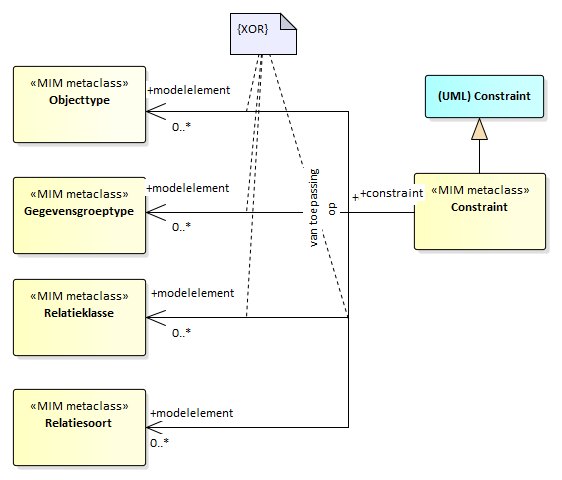 {XOR}
«MIM metaclass»
Objecttype
+modelelement
0..*
(UML) Constraint
«MIM metaclass»
Gegevensgroeptype
+modelelement
0..*
van toepassing
op
+
+constraint
«MIM metaclass»
Constraint
«MIM metaclass»
Relatieklasse
+modelelement
0..*
«MIM metaclass»
Relatiesoort
+modelelement
0..*